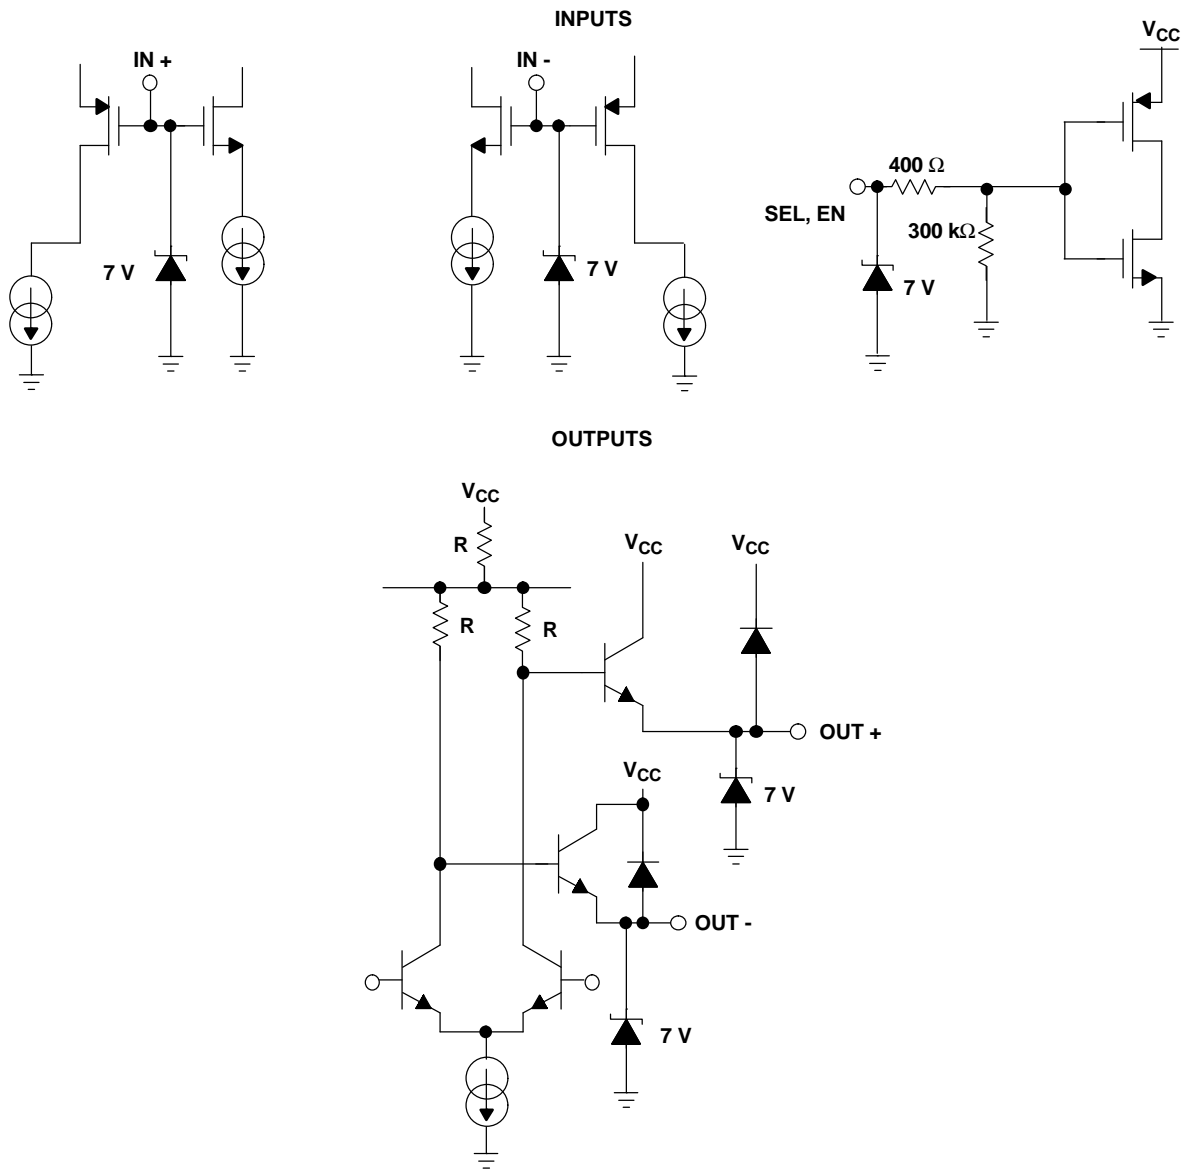 INPUTS
IN +
IN -
VCC
400 Ω
SEL, EN
300 kΩ
7 V
7 V
7 V
OUTPUTS
VCC
R
R
R
VCC
VCC
OUT +
7 V
VCC
OUT -
7 V